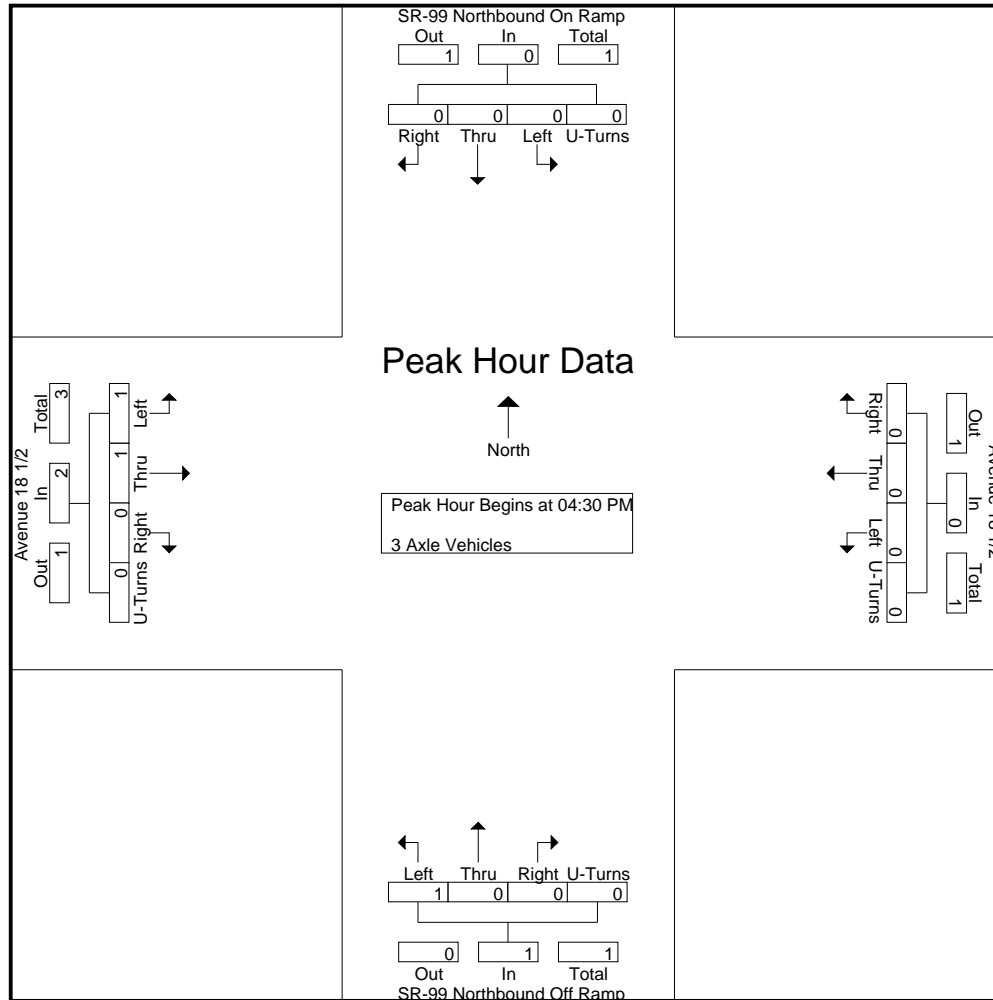 SR-99 Northbound On Ramp
Out In Total
1 0 1
0 0 0 0
Right Thru Left U-Turns
Peak Hour Data
North
Peak Hour Begins at 04:30 PM
3 Axle Vehicles
Avenue 18 1/2
Out In Total
1 2 3
U-Turns Right Thru Left
0 0 1 1
Right Thru Left U-Turns
0 0 0 0
Out In Total
1 0 1
Avenue 18 1/2
Left Thru Right U-Turns
1 0 0 0
0 1 1
Out In Total
SR-99 Northbound Off Ramp